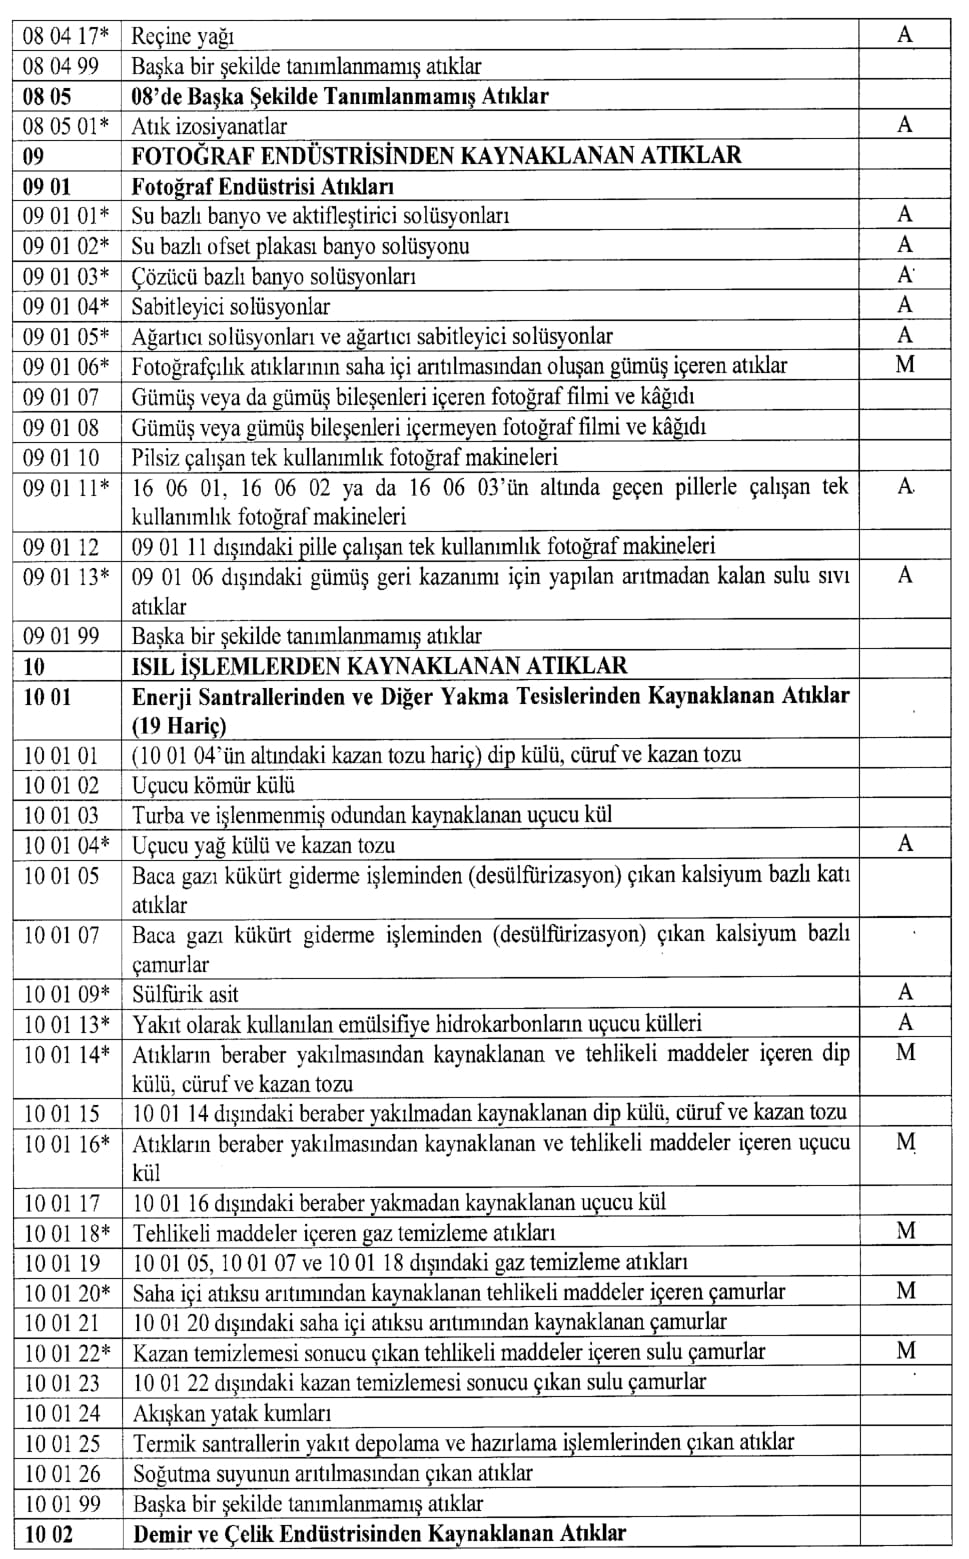 08 04 17* Reçine yağı A
08 04 99 Başka bir şekilde tanımlanmamış atıklar
08 05 08’de Başka Şekilde Tanımlanmamış Atıklar
08 05 01* Atık izosiyanatlar A
09 FOTOĞRAF ENDÜSTRİSİNDEN KAYNAKLANAN ATIKLAR
09 01 Fotoğraf Endüstrisi Atıkları
09 01 01* Su bazlı banyo ve aktifleştirici solüsyonları A
09 01 02* Su bazlı ofset plakası banyo solüsyonu A
09 01 03* Çözücü bazlı banyo solüsyonları A
09 01 04* Sabitleyici solüsyonlar A
09 01 05* Ağartıcı solüsyonları ve ağartıcı sabitleyici solüsyonlar A
09 01 06* Fotoğrafçılık atıklarının saha içi arıtılmasından oluşan gümüş içeren atıklar M
09 01 07 Gümüş veya da gümüş bileşenleri içeren fotoğraf filmi ve kâğıdı
09 01 08 Gümüş veya gümüş bileşenleri içermeyen fotoğraf filmi ve kâğıdı
09 01 10 Pilsiz çalışan tek kullanımlık fotoğraf makineleri
09 01 11* 16 06 01, 16 06 02 ya da 16 06 03’ün altında geçen pillerle çalışan tek A
kullanımlık fotoğraf makineleri
09 01 12 09 01 11 dışındaki pille çalışan tek kullanımlık fotoğraf makineleri
09 01 13* 09 01 06 dışındaki gümüş geri kazanımı için yapılan arıtmadan kalan sulu sıvı A
atıklar
09 01 99 Başka bir şekilde tanımlanmamış atıklar
10 ISIL İŞLEMLERDEN KAYNAKLANAN ATIKLAR
10 01 Enerji Santrallerinden ve Diğer Yakma Tesislerinden Kaynaklanan Atıklar
(19 Hariç)
10 01 01 (10 01 04’ün altındaki kazan tozu hariç) dip külü, cüruf ve kazan tozu
10 01 02 Uçucu kömür külü
10 01 03 Turba ve işlenmenmiş odundan kaynaklanan uçucu kül
10 01 04* Uçucu yağ külü ve kazan tozu A
10 01 05 Baca gazı kükürt giderme işleminden (desülfürizasyon) çıkan kalsiyum bazlı katı
atıklar
10 01 07 Baca gazı kükürt giderme işleminden (desülfürizasyon) çıkan kalsiyum bazlı
çamurlar
10 01 09* Sülfürik asit A
10 01 13* Yakıt olarak kullanılan emülsifiye hidrokarbonların uçucu külleri A
10 01 14* Atıkların beraber yakılmasından kaynaklanan ve tehlikeli maddeler içeren dip M
külü, cüruf ve kazan tozu
10 01 15 10 01 14 dışındaki beraber yakılmadan kaynaklanan dip külü, cüruf ve kazan tozu
10 01 16* Atıkların beraber yakılmasından kaynaklanan ve tehlikeli maddeler içeren uçucu M
kül
10 01 17 10 01 16 dışındaki beraber yakmadan kaynaklanan uçucu kül
10 01 18* Tehlikeli maddeler içeren gaz temizleme atıkları M
10 01 19 10 01 05, 10 01 07 ve 10 01 18 dışındaki gaz temizleme atıkları
10 01 20* Saha içi atıksu arıtımından kaynaklanan tehlikeli maddeler içeren çamurlar M
10 01 21 10 01 20 dışındaki saha içi atıksu arıtımından kaynaklanan çamurlar
10 01 22* Kazan temizlemesi sonucu çıkan tehlikeli maddeler içeren sulu çamurlar M
10 01 23 10 01 22 dışındaki kazan temizlemesi sonucu çıkan sulu çamurlar
10 01 24 Akışkan yatak kumları
10 01 25 Termik santrallerin yakıt depolama ve hazırlama işlemlerinden çıkan atıklar
10 01 26 Soğutma suyunun arıtılmasından çıkan atıklar
10 01 99 Başka bir şekilde tanımlanmamış atıklar
10 02 Demir ve Çelik Endüstrisinden Kaynaklanan Atıklar